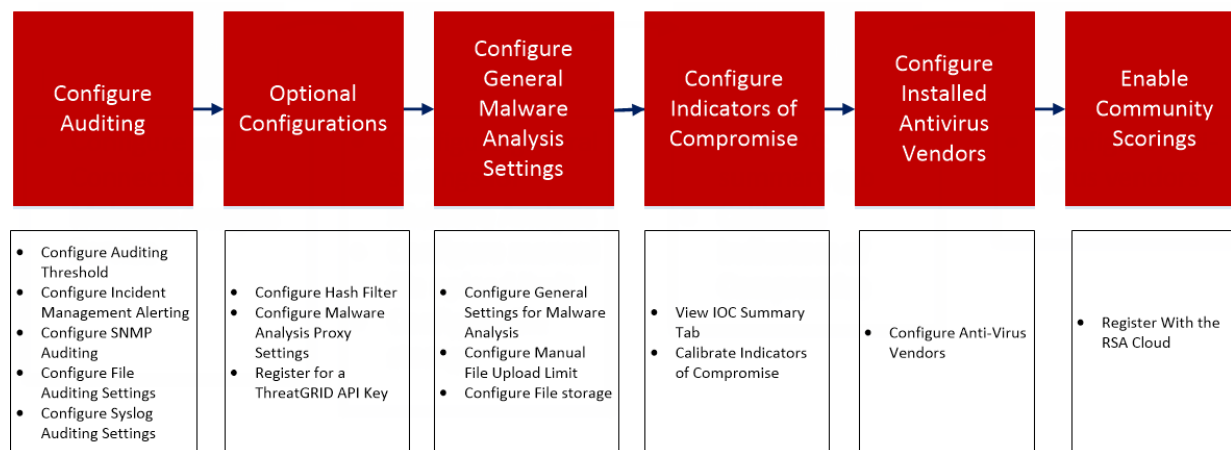 Configure
Auditing
Optional
Configurations
Configure
General
Malware
Analysis
Settings
Configure
Indicators of
Compromise
Configure
Installed
Antivirus
Vendors
Enable
Community
Scorings
• Configure Auditing
Threshold
• Configure Incident
Management Alerting
• Configure SNMP
Auditing
• Configure File
Auditing Settings
• Configure Syslog
Auditing Settings
• Configure Hash Filter
• Configure Malware
Analysis Proxy
Settings
• Register for a
ThreatGRID API Key
• Configure General
Settings for Malware
Analysis
• Configure Manual
File Upload Limit
• Configure File storage
• View IOC Summary
Tab
• Calibrate Indicators
of Compromise
• Configure Anti-Virus
Vendors
• Register With the
RSA Cloud